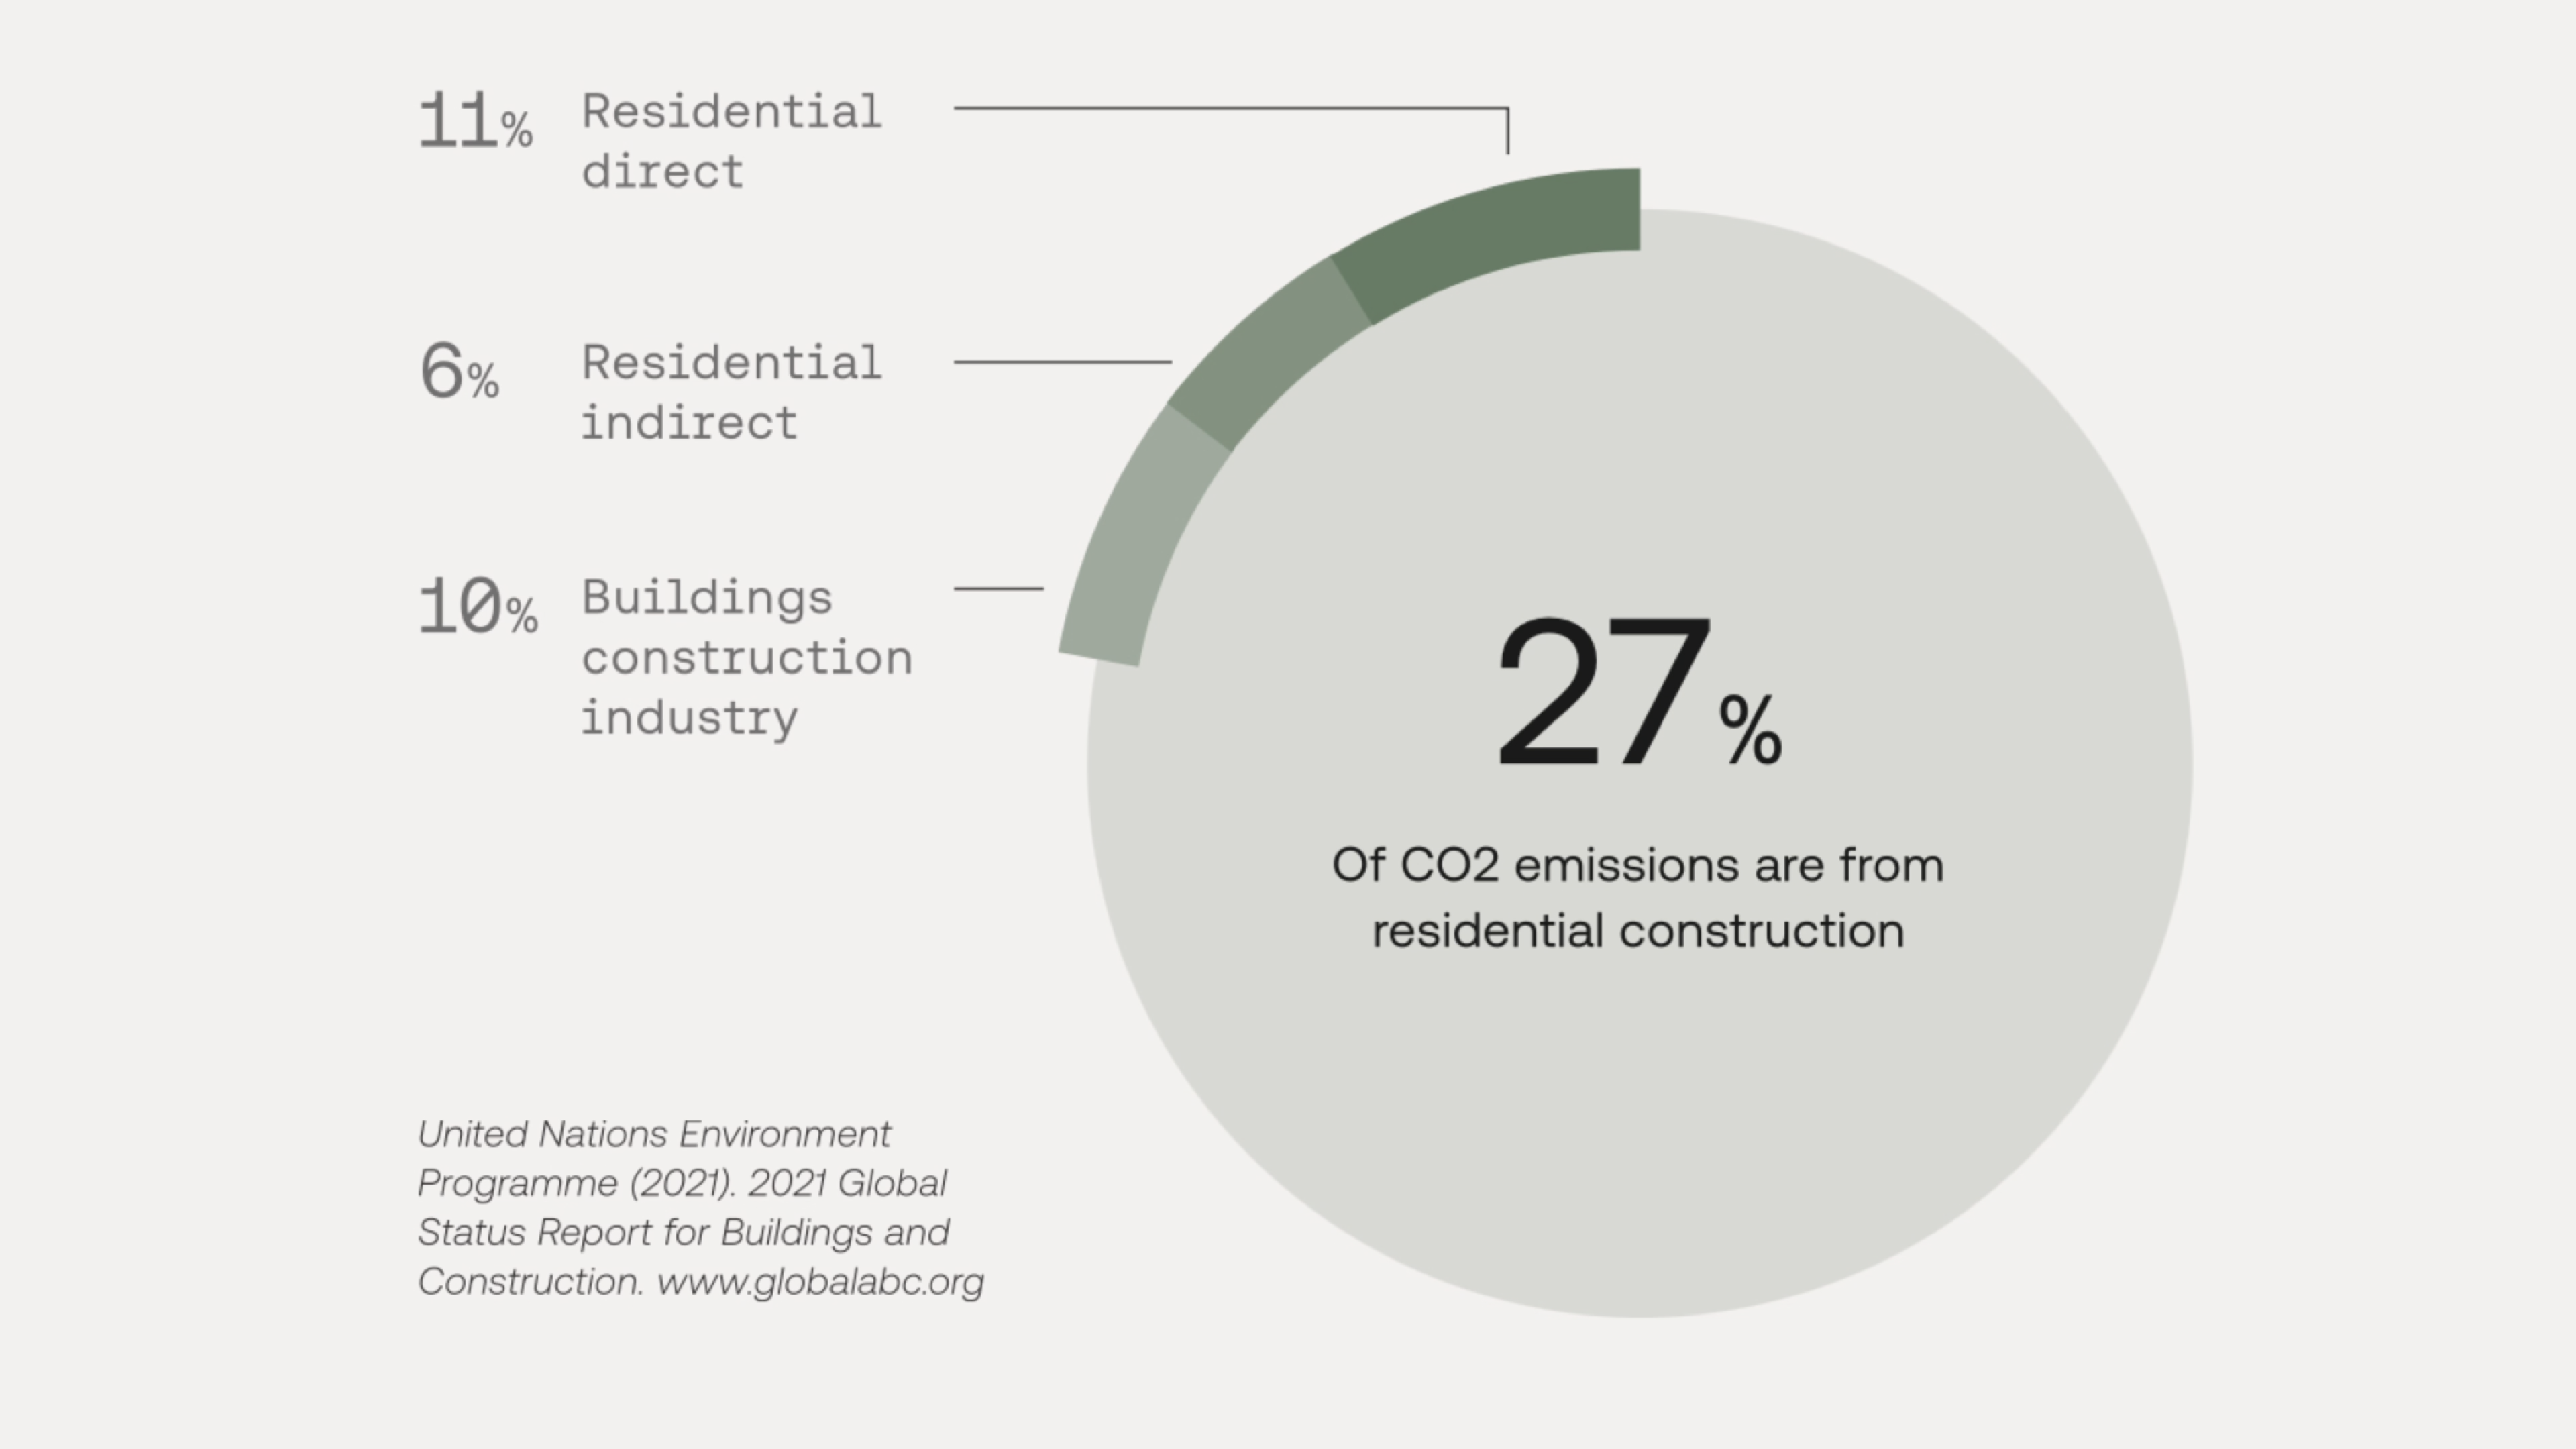 11% Residential
direct
6% Residential
indirect
10% Buildings
construction
industry
27%
Of CO2 emissions are from
residential construction
United Nations Environment
Programme (2021). 2021 Global
Status Report for Buildings and
Construction. www.globalabc.org